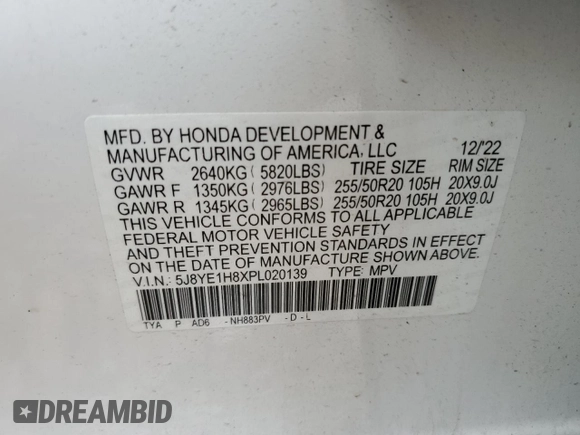 MFD. BY HONDA DEVELOPMENT &
MANUFACTURING OF AMERICA, LLC 12/'22
GVWR 2640KG ( 5820LBS) TIRE SIZE RIM SIZE
GAWR F 1350KG ( 2976LBS) 255/50R20 105H 20X9.0J
GAWR R 1345KG ( 2965LBS) 255/50R20 105H 20X9.0J
THIS VEHICLE CONFORMS TO ALL APPLICABLE
FEDERAL MOTOR VEHICLE SAFETY
AND THEFT PREVENTION STANDARDS IN EFFECT
ON THE DATE OF MANUFACTURE SHOWN ABOVE.
V.I.N.: 5J8YE1H8XPL020139 TYPE: MPV
TYA P AD6 -NH883PV -D-L
DREAMBID